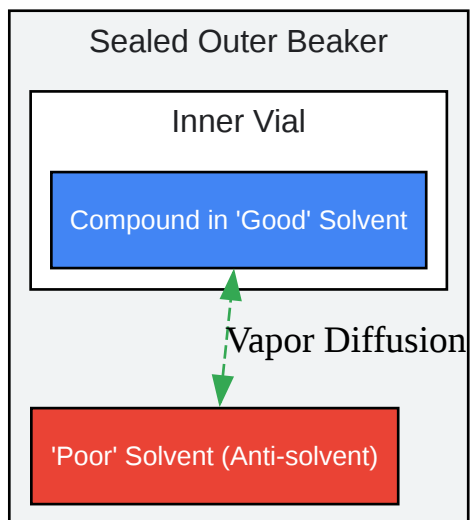 Sealed Outer Beaker
Inner Vial
Compound in 'Good' Solvent
Vapor Diffusion
'Poor' Solvent (Anti-solvent)